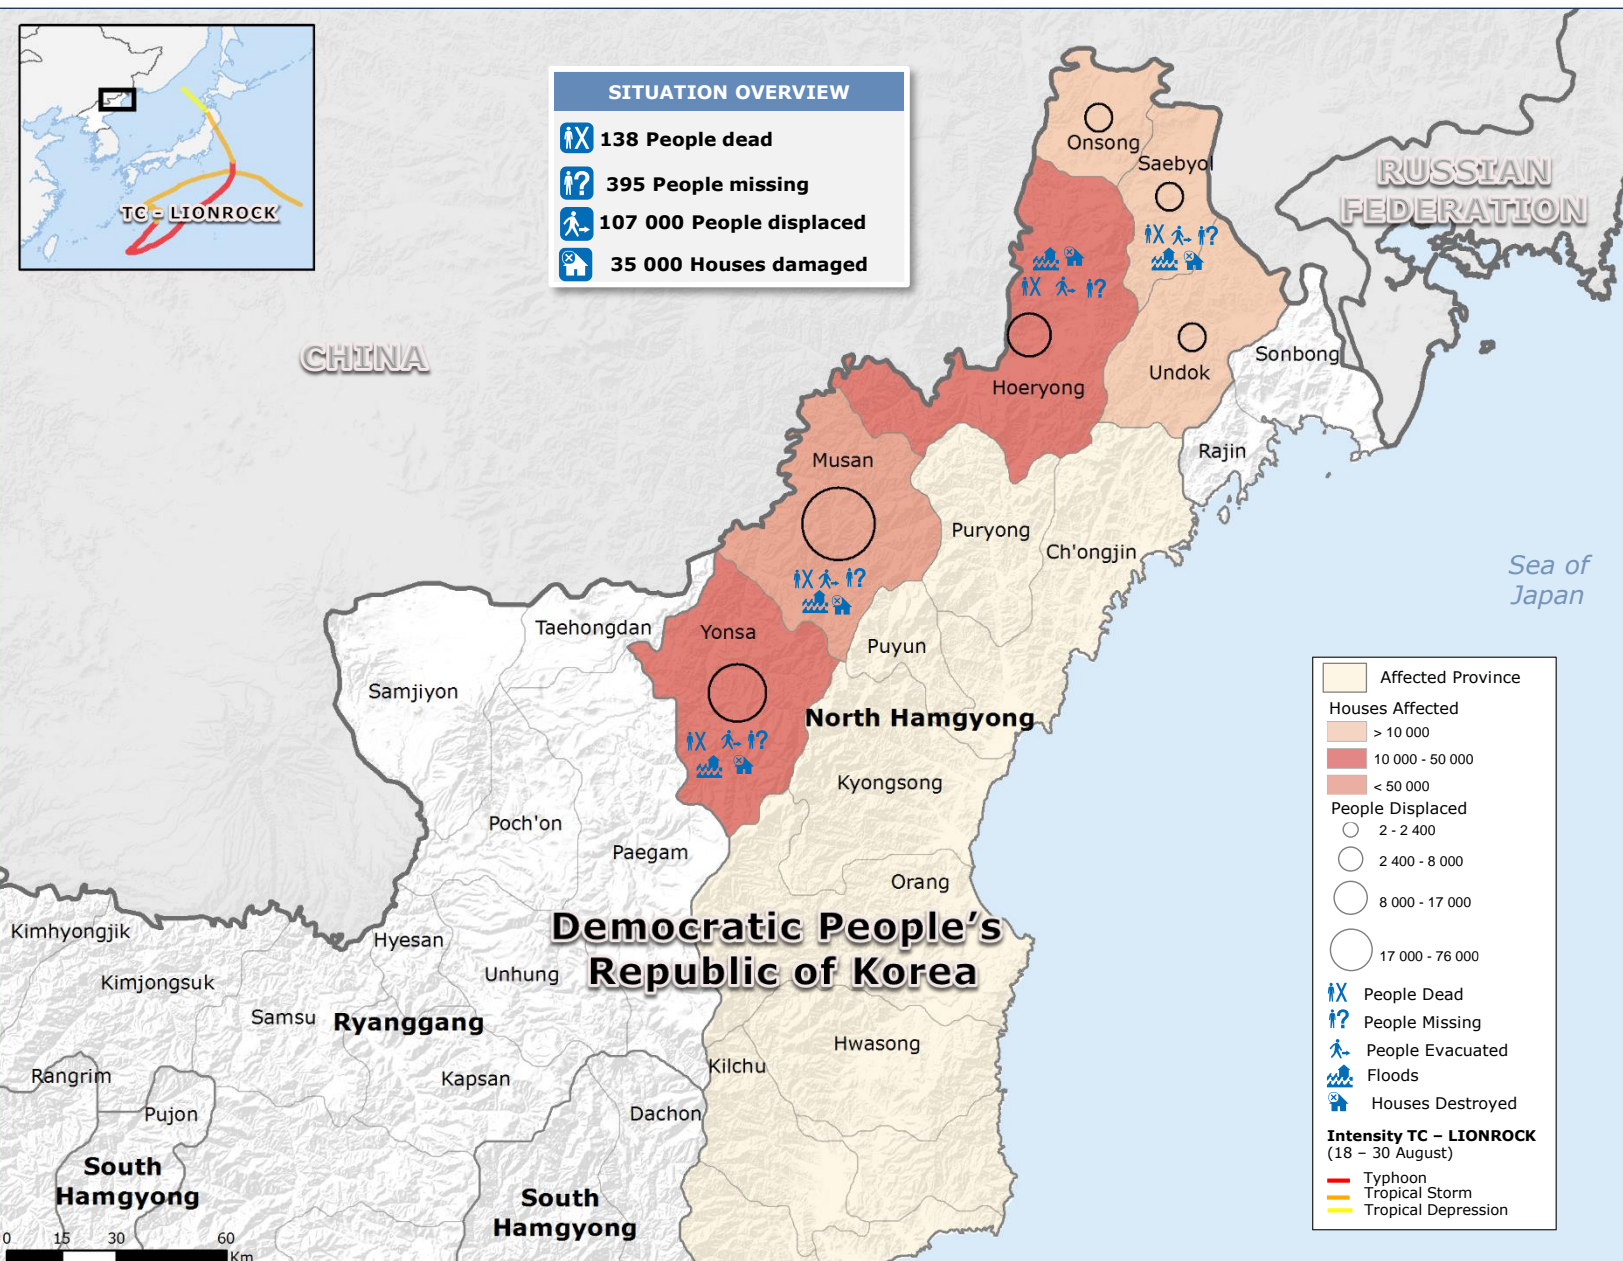 TC - LIONROCK
SITUATION OVERVIEW
138 People dead
395 People missing
107 000 People displaced
35 000 Houses damaged
CHINA
RUSSIAN
FEDERATION
Onsong
Saebyol
Hoeryong
Undok
Sonbong
Rajin
Musan
Puryong
Ch'ongjin
Sea of
Japan
Taehongdan
Yonsa
Puyun
Samjiyon
North Hamgyong
Kyongsong
Poch'on
Paegam
Orang
Democratic People's
Republic of Korea
Kimhyongjik
Hyesan
Kimjongsuk
Unhung
Samsu
Ryanggang
Hwasong
Kilchu
Rangrim
Kapsan
Pujon
Dachon
South
Hamgyong
South
Hamgyong
0 15 30 60
Km
Affected Province
Houses Affected
> 10 000
10 000 - 50 000
< 50 000
People Displaced
2 - 2 400
2 400 - 8 000
8 000 - 17 000
17 000 - 76 000
People Dead
People Missing
People Evacuated
Floods
Houses Destroyed
Intensity TC – LIONROCK
(18 – 30 August)
Typhoon
Tropical Storm
Tropical Depression